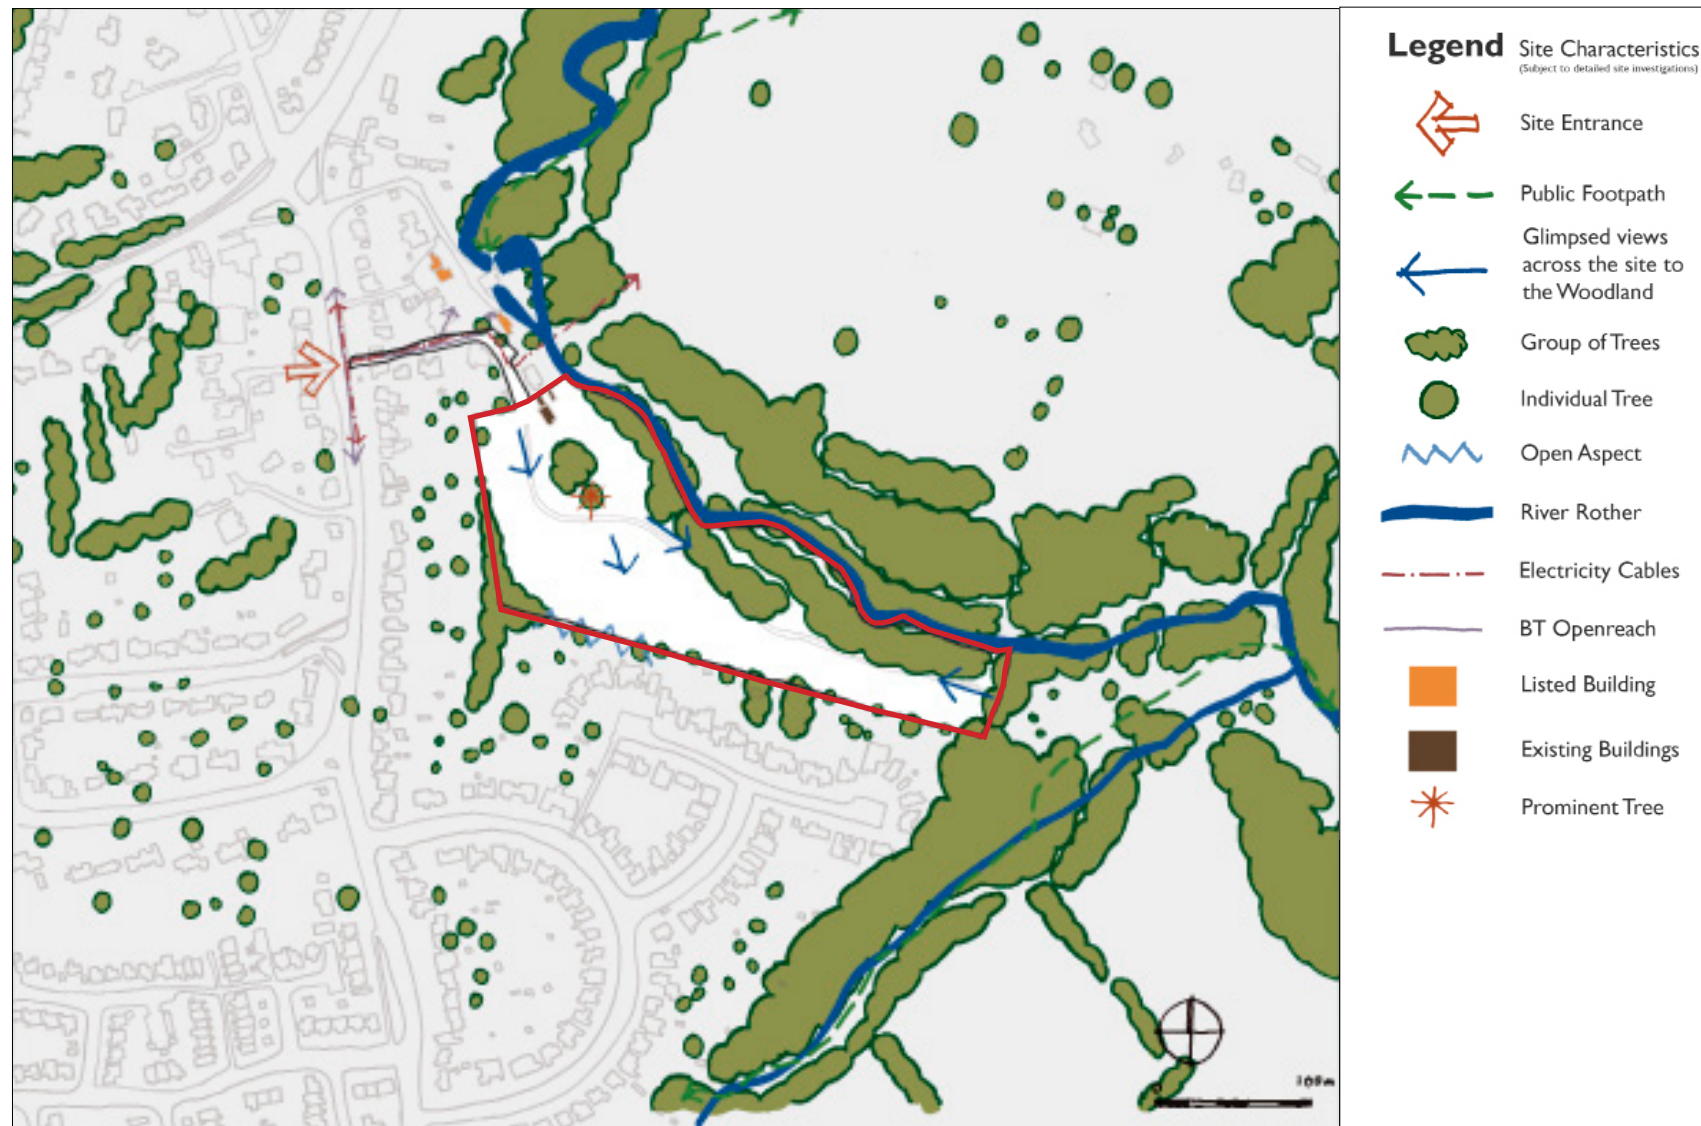 Legend Site Characteristics
(Subject to detailed site investigations)
Site Entrance
Public Footpath
Glimpsed views
across the site to
the Woodland
Group of Trees
Individual Tree
Open Aspect
River Rother
Electricity Cables
BT Openreach
Listed Building
Existing Buildings
Prominent Tree
100m